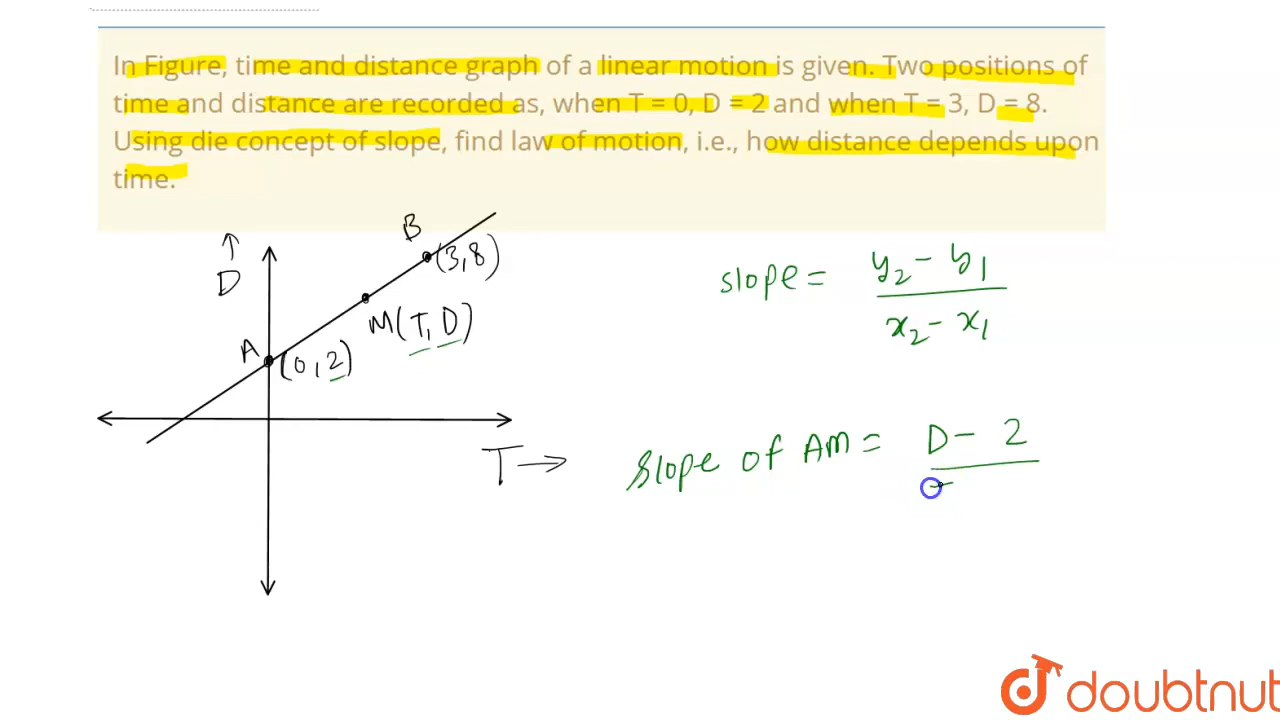 In Figure, time and distance graph of a linear motion is given. Two positions of
time and distance are recorded as, when T = 0, D = 2 and when T = 3, D = 8.
Using die concept of slope, find law of motion, i.e., how distance depends upon
time.
B
(3,8)
↑
D
M(T, D)
A
(0,2)
T →
slope = y2 - y1
x2 - x1
Slope of AM = D - 2
doubtnut